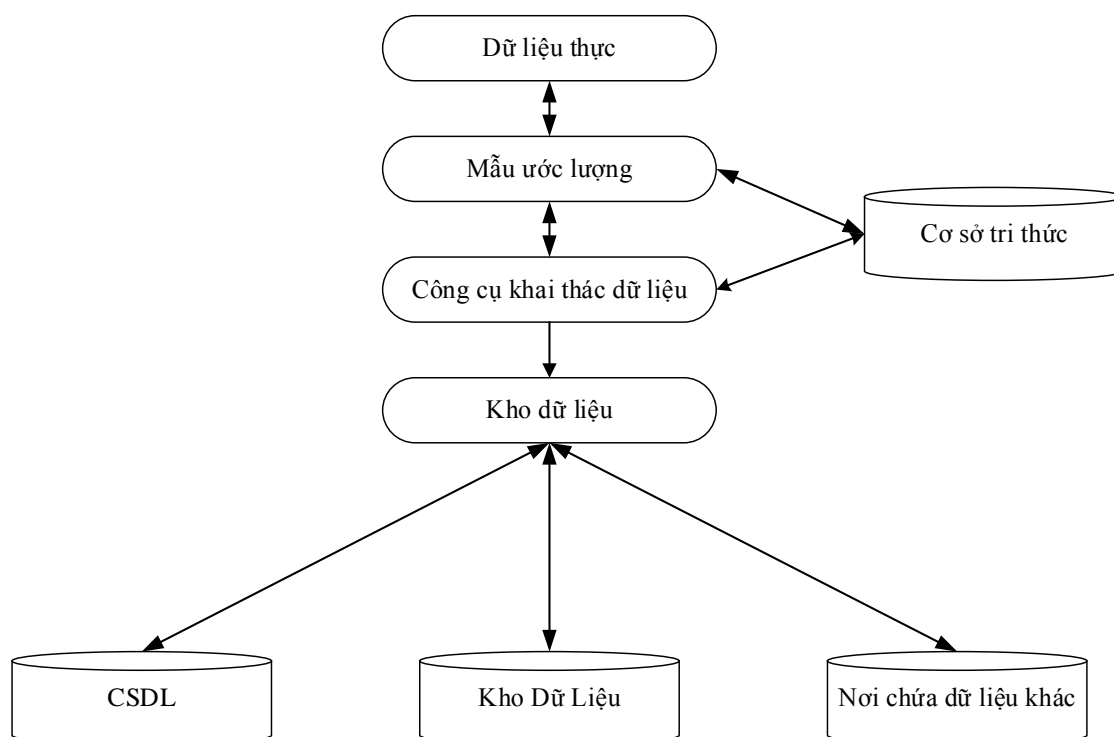 Dữ liệu thực
Mẫu ước lượng
Cơ sở tri thức
Công cụ khai thác dữ liệu
Kho dữ liệu
CSDL
Kho Dữ Liệu
Nơi chứa dữ liệu khác